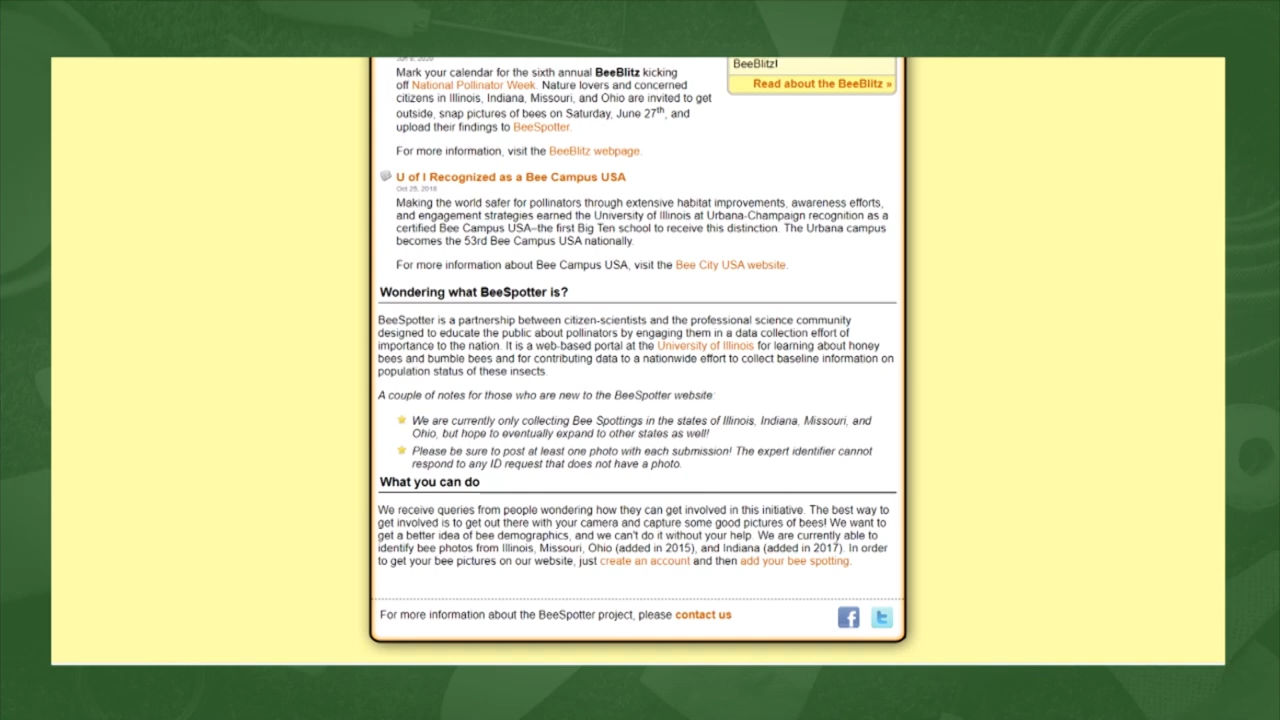 BeeBlitz!
Read about the BeeBlitz »
Mark your calendar for the sixth annual BeeBlitz kicking
off National Pollinator Week. Nature lovers and concerned
citizens in Illinois, Indiana, Missouri, and Ohio are invited to get
outside, snap pictures of bees on Saturday, June 27th, and
upload their findings to BeeSpotter.
For more information, visit the BeeBlitz webpage.
U of I Recognized as a Bee Campus USA
Oct 25, 2018
Making the world safer for pollinators through extensive habitat improvements, awareness efforts,
and engagement strategies earned the University of Illinois at Urbana-Champaign recognition as a
certified Bee Campus USA–the first Big Ten school to receive this distinction. The Urbana campus
becomes the 53rd Bee Campus USA nationally.
For more information about Bee Campus USA, visit the Bee City USA website.
Wondering what BeeSpotter is?
BeeSpotter is a partnership between citizen-scientists and the professional science community
designed to educate the public about pollinators by engaging them in a data collection effort of
importance to the nation. It is a web-based portal at the University of Illinois for learning about honey
bees and bumble bees and for contributing data to a nationwide effort to collect baseline information on
population status of these insects.
A couple of notes for those who are new to the BeeSpotter website:
We are currently only collecting Bee Spottings in the states of Illinois, Indiana, Missouri, and
Ohio, but hope to eventually expand to other states as well!
Please be sure to post at least one photo with each submission! The expert identifier cannot
respond to any ID request that does not have a photo.
What you can do
We receive queries from people wondering how they can get involved in this initiative. The best way to
get involved is to get out there with your camera and capture some good pictures of bees! We want to
get a better idea of bee demographics, and we can't do it without your help. We are currently able to
identify bee photos from Illinois, Missouri, Ohio (added in 2015), and Indiana (added in 2017). In order
to get your bee pictures on our website, just create an account and then add your bee spotting.
For more information about the BeeSpotter project, please contact us